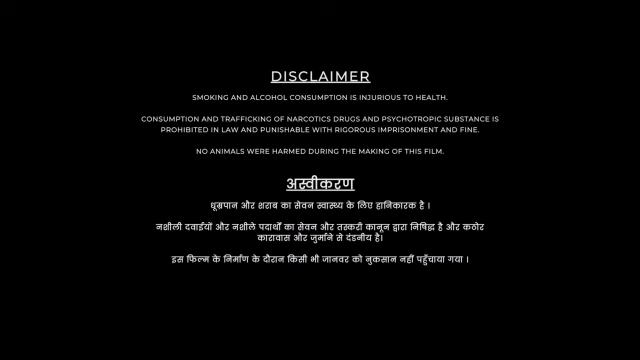 DISCLAIMER
SMOKING AND ALCOHOL CONSUMPTION IS INJURIOUS TO HEALTH.
CONSUMPTION AND TRAFFICKING OF NARCOTICS DRUGS AND PSYCHOTROPIC SUBSTANCE IS
PROHIBITED IN LAW AND PUNISHABLE WITH RIGOROUS IMPRISONMENT AND FINE.
NO ANIMALS WERE HARMED DURING THE MAKING OF THIS FILM.
अस्वीकरण
धूम्रपान और शराब का सेवन स्वास्थ्य के लिए हानिकारक है ।
नशीली दवाईयों और नशीले पदार्थों का सेवन और तस्करी कानून द्वारा निषिद्ध है और कठोर
कारावास और जुर्माने से दंडनीय है।
इस फिल्म के निर्माण के दौरान किसी भी जानवर को नुकसान नहीं पहुँचाया गया ।